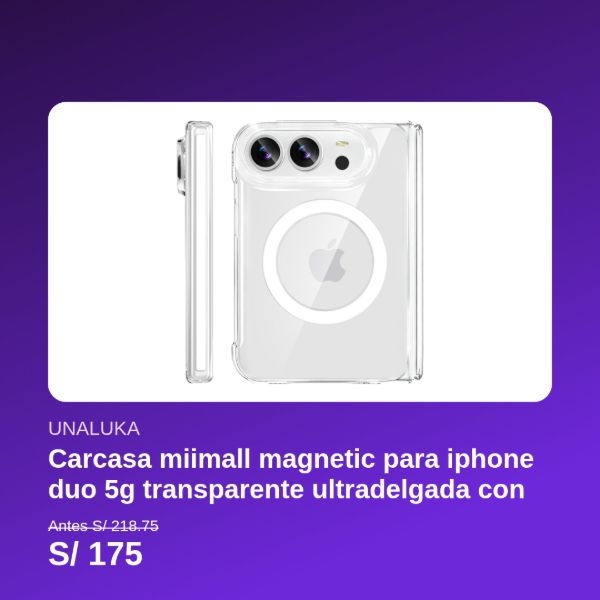 UNALUKA
Carcasa miimall magnetic para iphone
duo 5g transparente ultradelgada con
Antes S/ 218.75
S/ 175